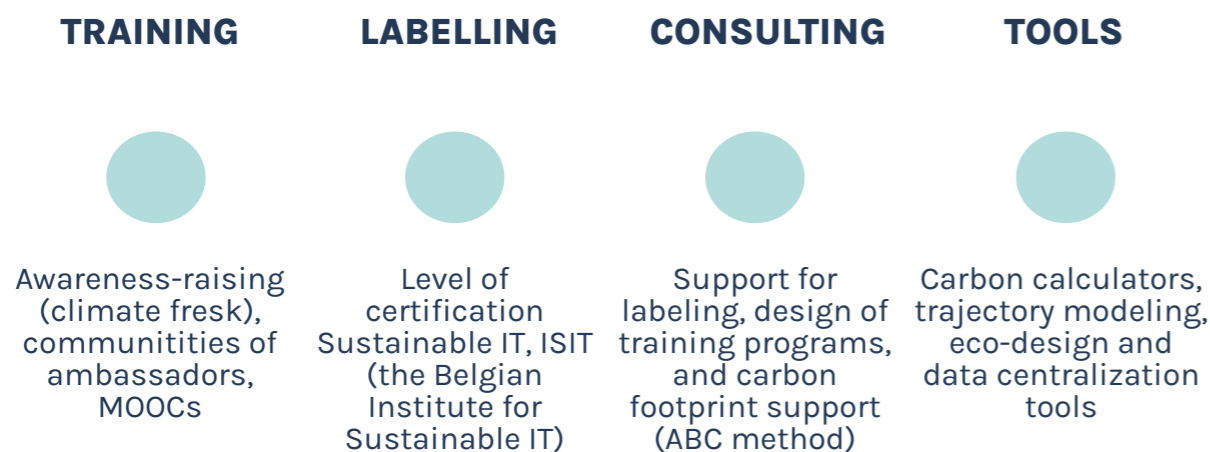 TRAINING
Awareness-raising
(climate fresk),
communitities of
ambassadors,
MOOCs
LABELLING
Level of
certification
Sustainable IT, ISIT
(the Belgian
Institute for
Sustainable IT)
CONSULTING
Support for
labeling, design of
training programs,
and carbon
footprint support
(ABC method)
TOOLS
Carbon calculators,
trajectory modeling,
eco-design and
data centralization
tools